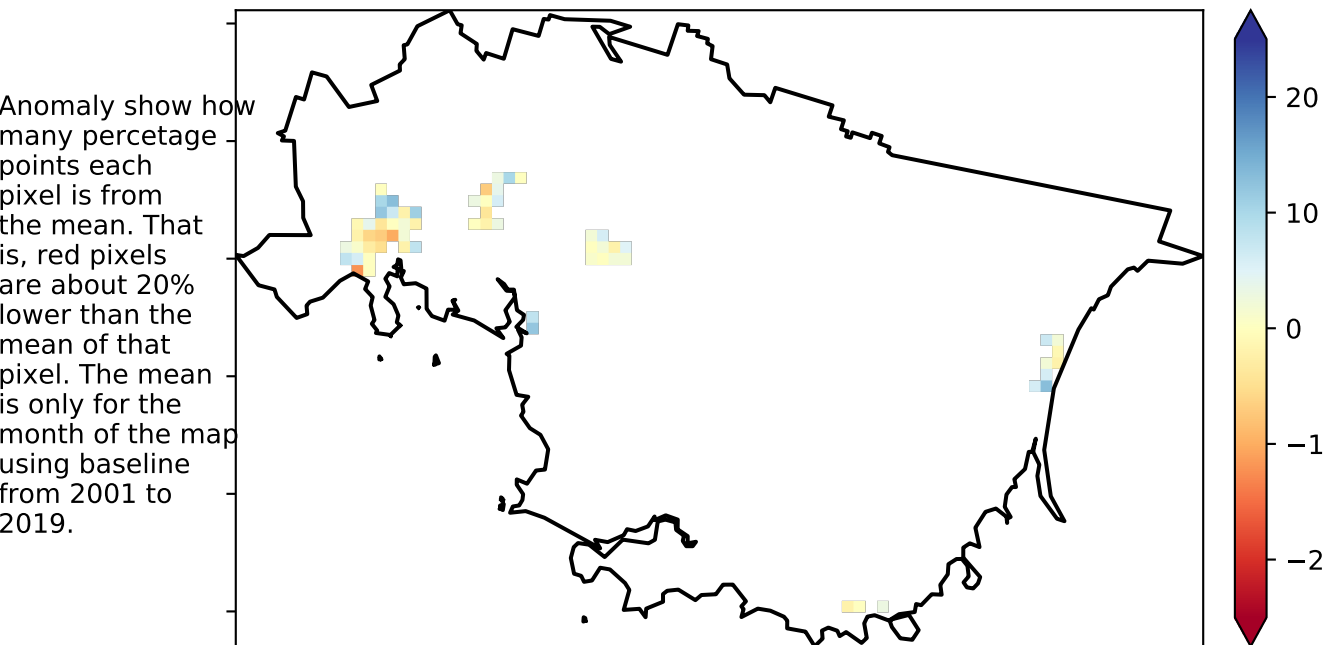 Anomaly show how
many percetage
points each
pixel is from
the mean. That
is, red pixels
are about 20%
lower than the
mean of that
pixel. The mean
is only for the
month of the map
using baseline
from 2001 to
2019.
20
10
0
−1
−2